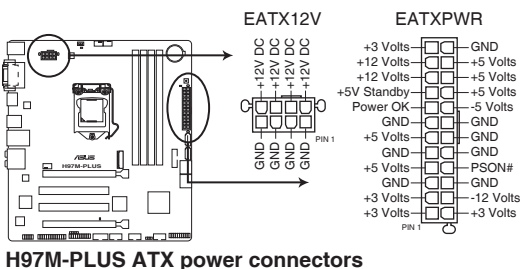 EATX12V
EATXPWR
+12V DC
+12V DC
+12V DC
+12V DC
GND
GND
GND
GND
PIN 1
+3 Volts GND
+12 Volts +5 Volts
+12 Volts +5 Volts
+5V Standby +5 Volts
Power OK -5 Volts
GND GND
+5 Volts GND
GND GND
+5 Volts PSON#
GND GND
+3 Volts -12 Volts
+3 Volts +3 Volts
PIN 1
/SUS
H97M-PLUS
H97M-PLUS ATX power connectors